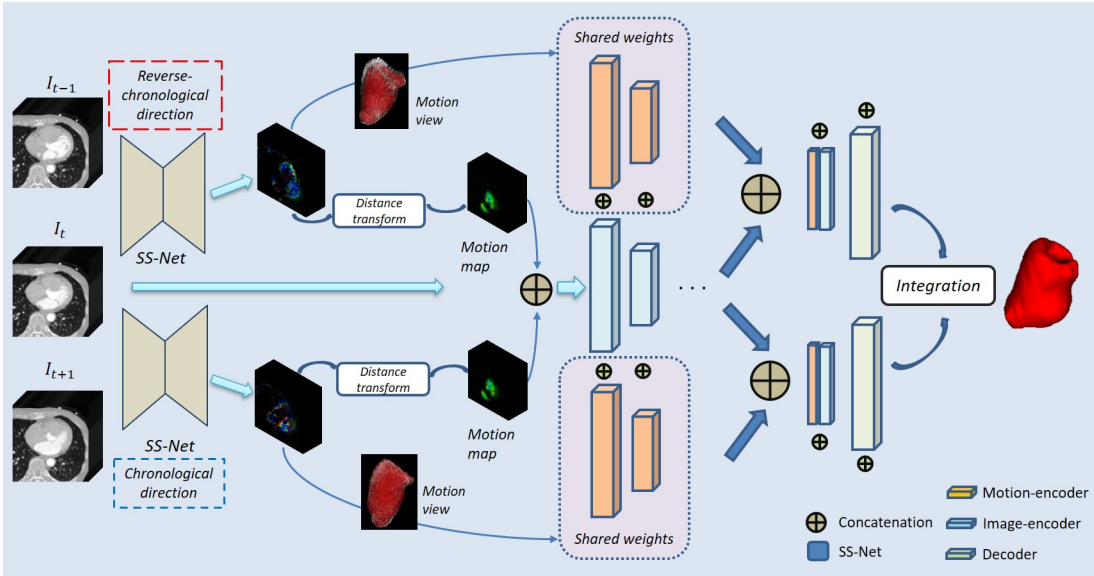 Shared weights
I_{t-1}
Reverse-
chronological
direction
Motion
view
Distance
transform
I_t
SS-Net
Motion
map
Integration
. . .
I_{t+1}
Distance
transform
SS-Net
Motion
map
Chronological
direction
Motion
view
Shared weights
Motion-encoder
Concatenation
Image-encoder
SS-Net
Decoder